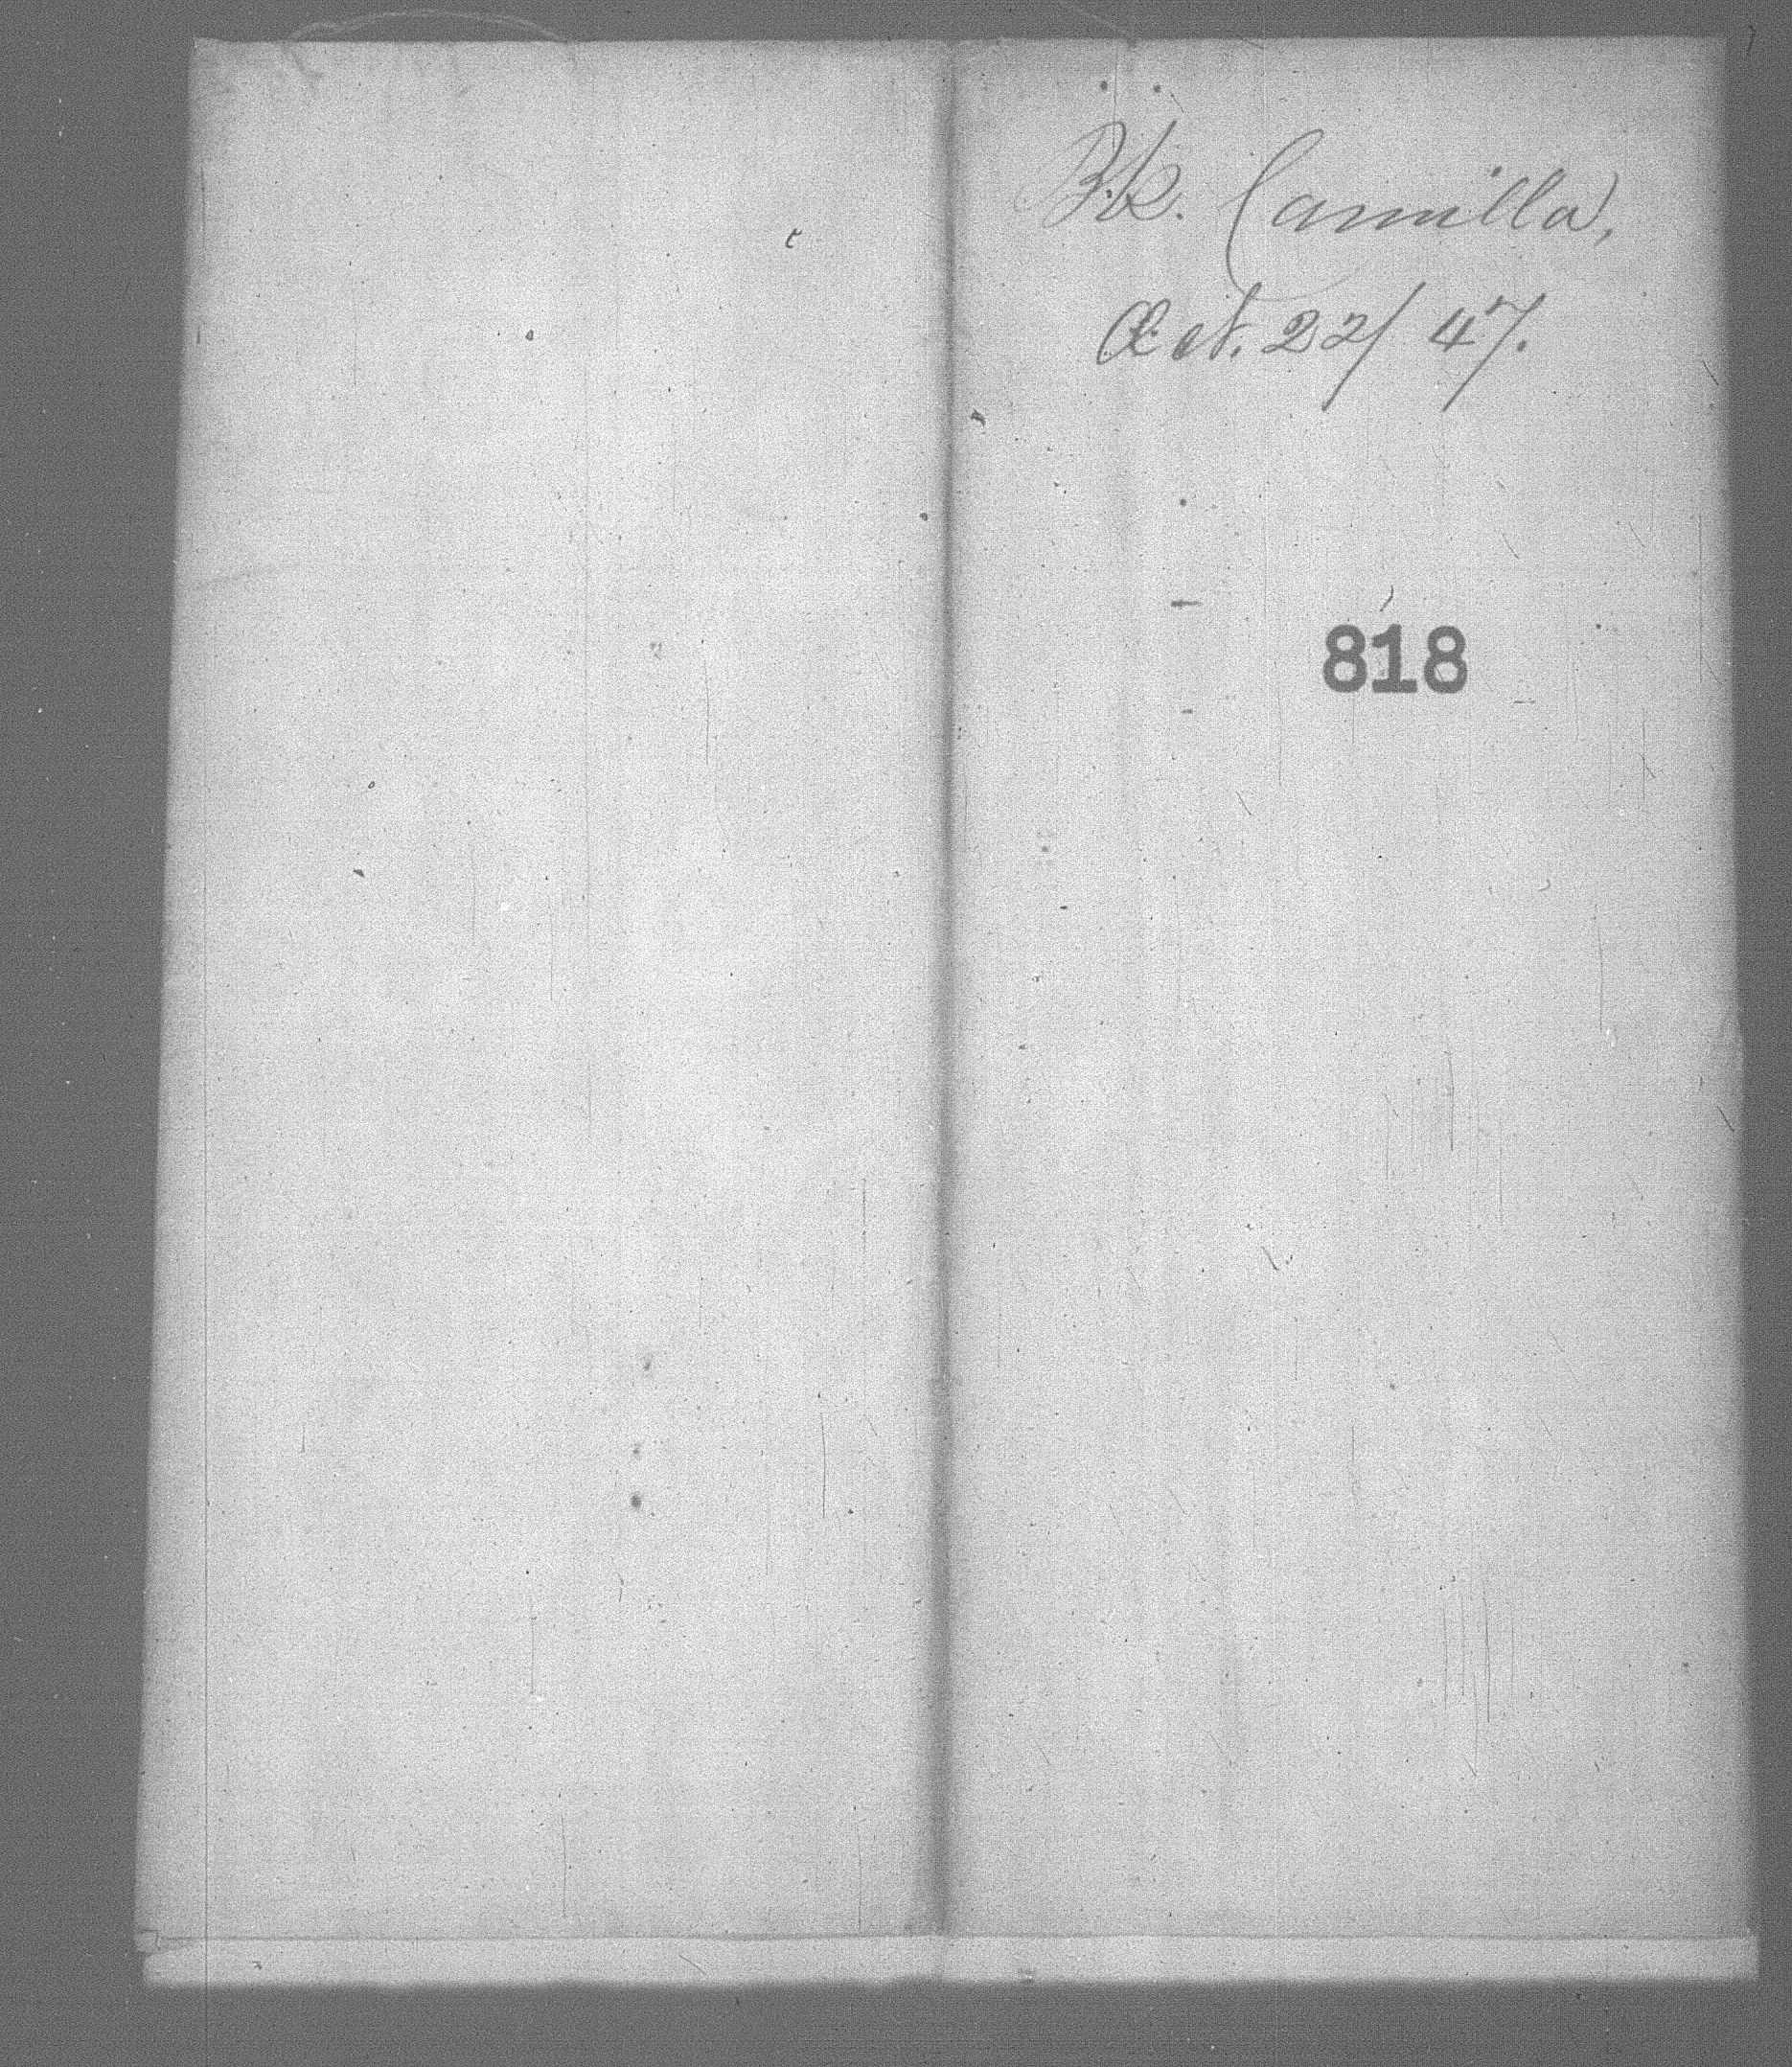 Bk. Camilla,
Oct. 22/47.
818